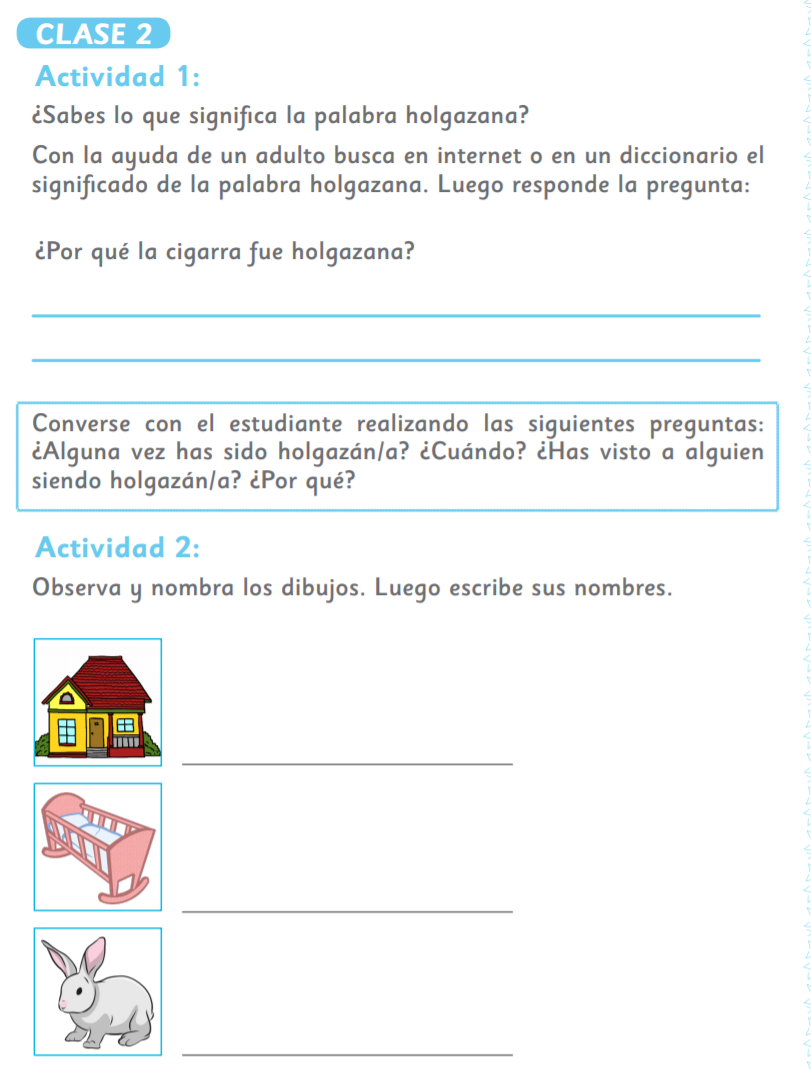 CLASE 2
Actividad 1:
¿Sabes lo que significa la palabra holgazana?
Con la ayuda de un adulto busca en internet o en un diccionario el
significado de la palabra holgazana. Luego responde la pregunta:
¿Por qué la cigarra fue holgazana?
Converse con el estudiante realizando las siguientes preguntas:
¿Alguna vez has sido holgazán/a? ¿Cuándo? ¿Has visto a alguien
siendo holgazán/a? ¿Por qué?
Actividad 2:
Observa y nombra los dibujos. Luego escribe sus nombres.